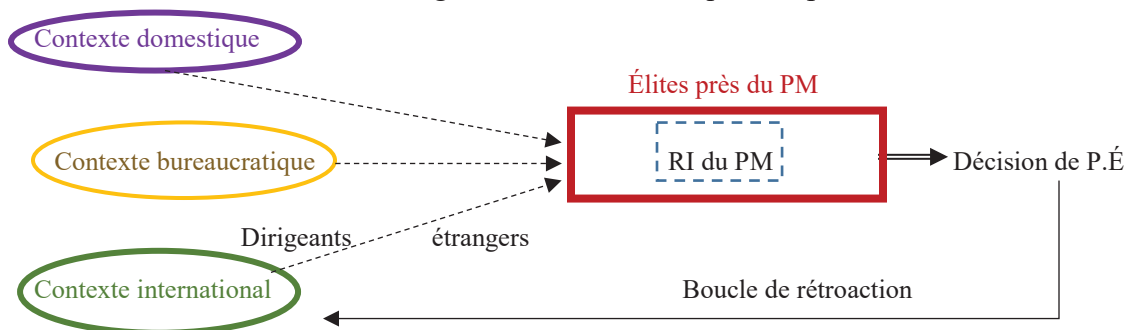 Contexte domestique
Élites près du PM
Contexte bureaucratique
RI du PM
Décision de P.É
Dirigeants étrangers
Contexte international
Boucle de rétroaction